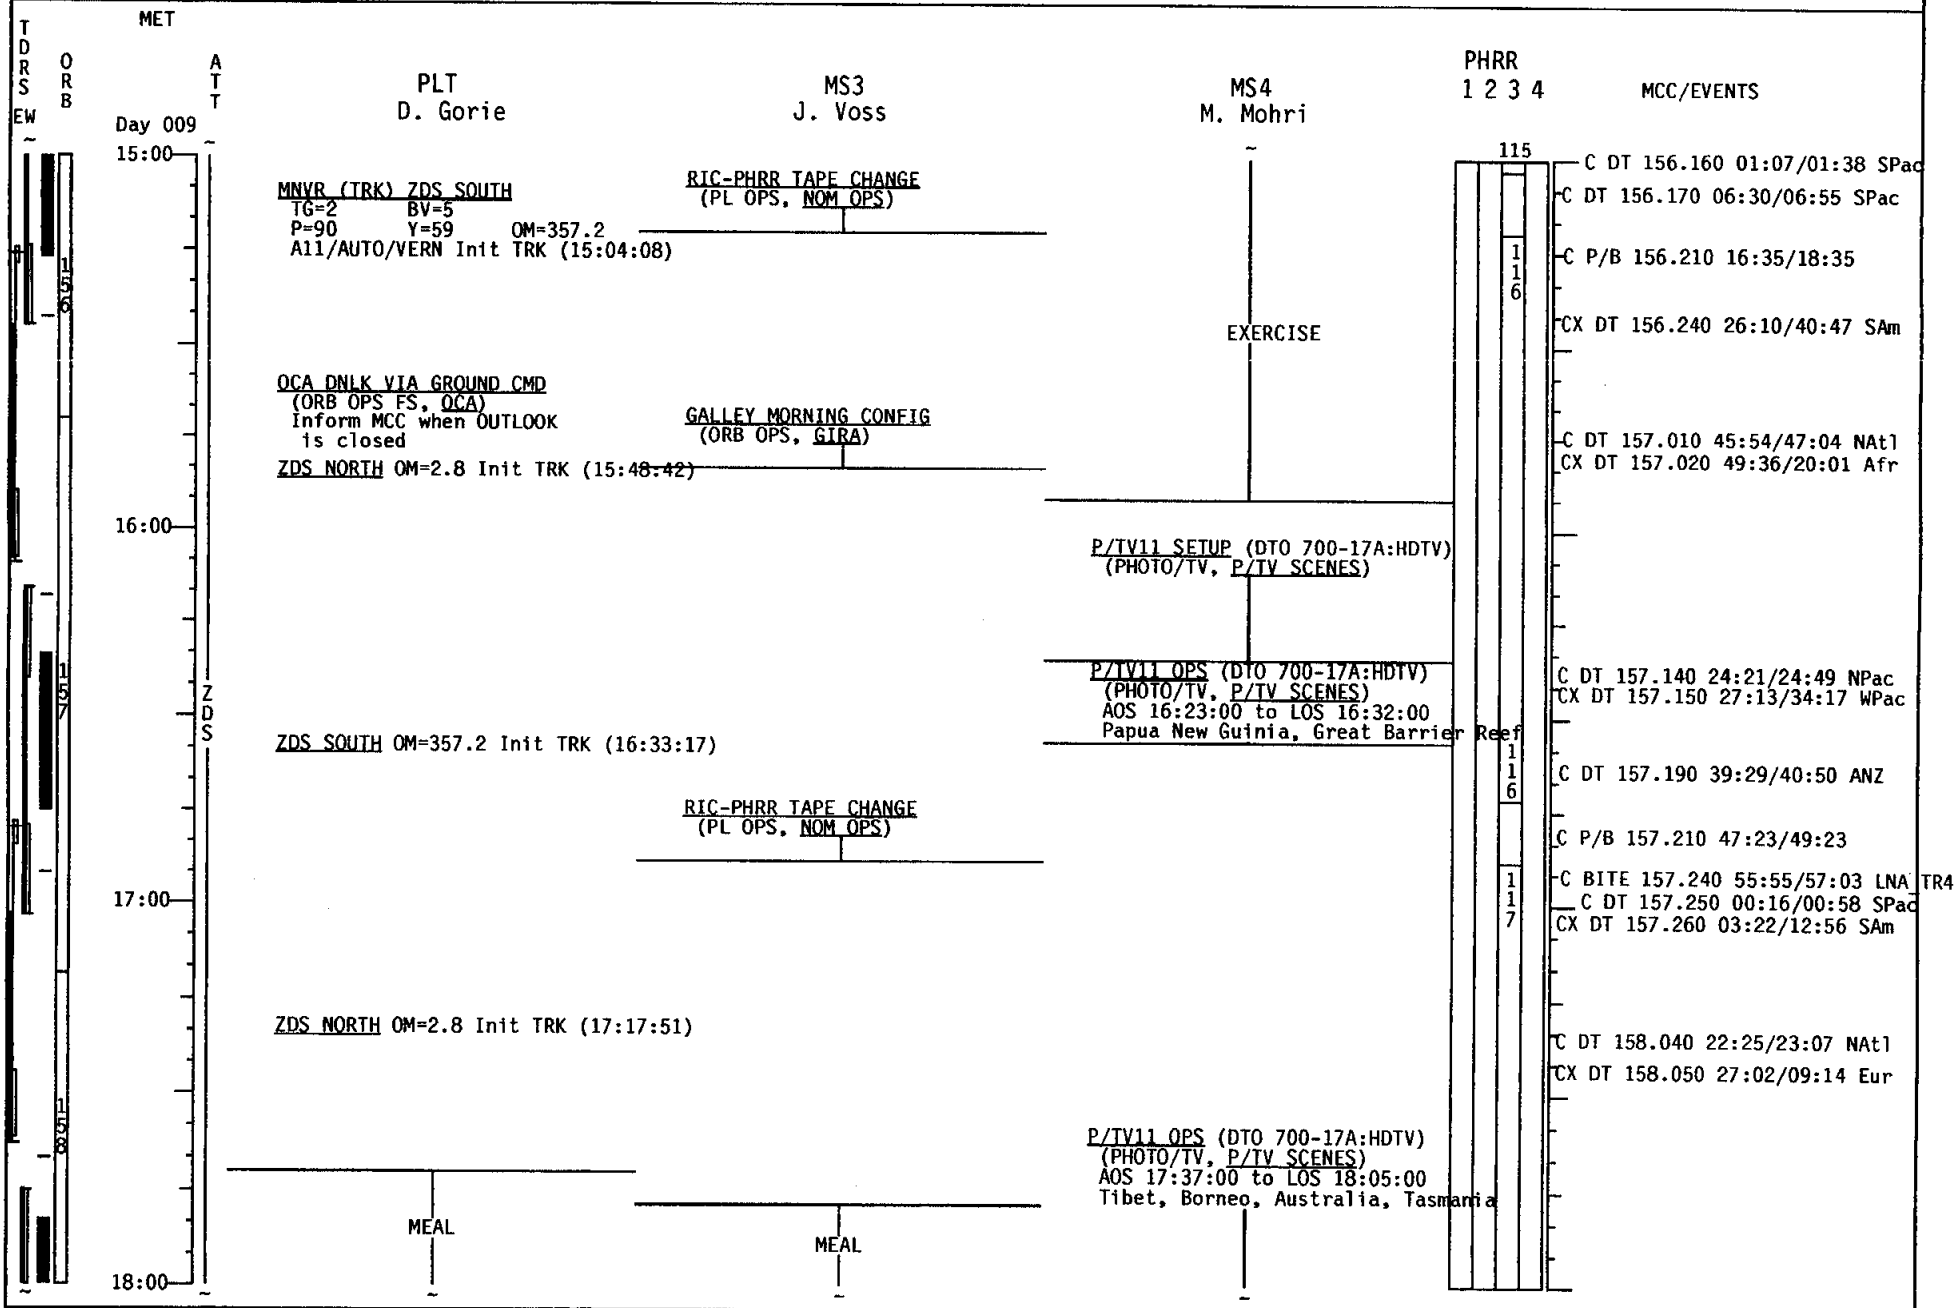 MET
TDRS
ORB
ATT
EW
PLT
D. Gorie
MS3
J. Voss
MS4
M. Mohri
PHRR
1 2 3 4
MCC/EVENTS
Day 009
15:00
16:00
17:00
18:00
156
157
158
ZDS
MNVR (TRK) ZDS SOUTH
TG=2 BV=5
P=90 Y=59 OM=357.2
All/AUTO/VERN Init TRK (15:04:08)
OCA DNLK VIA GROUND CMD
(ORB OPS FS, OCA)
Inform MCC when OUTLOOK
is closed
ZDS NORTH OM=2.8 Init TRK (15:48:42)
ZDS SOUTH OM=357.2 Init TRK (16:33:17)
ZDS NORTH OM=2.8 Init TRK (17:17:51)
MEAL
RIC-PHRR TAPE CHANGE
(PL OPS, NOM OPS)
GALLEY MORNING CONFIG
(ORB OPS, GIRA)
RIC-PHRR TAPE CHANGE
(PL OPS, NOM OPS)
MEAL
EXERCISE
P/TV11 SETUP (DTO 700-17A:HDTV)
(PHOTO/TV, P/TV SCENES)
P/TV11 OPS (DTO 700-17A:HDTV)
(PHOTO/TV, P/TV SCENES)
AOS 16:23:00 to LOS 16:32:00
Papua New Guinia, Great Barrier Reef
P/TV11 OPS (DTO 700-17A:HDTV)
(PHOTO/TV, P/TV SCENES)
AOS 17:37:00 to LOS 18:05:00
Tibet, Borneo, Australia, Tasmania
115
116
116
117
C DT 156.160 01:07/01:38 SPac
C DT 156.170 06:30/06:55 SPac
C P/B 156.210 16:35/18:35
CX DT 156.240 26:10/40:47 SAm
C DT 157.010 45:54/47:04 NAtl
CX DT 157.020 49:36/20:01 Afr
C DT 157.140 24:21/24:49 NPac
CX DT 157.150 27:13/34:17 WPac
C DT 157.190 39:29/40:50 ANZ
C P/B 157.210 47:23/49:23
C BITE 157.240 55:55/57:03 LNA TR4
C DT 157.250 00:16/00:58 SPac
CX DT 157.260 03:22/12:56 SAm
C DT 158.040 22:25/23:07 NAtl
CX DT 158.050 27:02/09:14 Eur